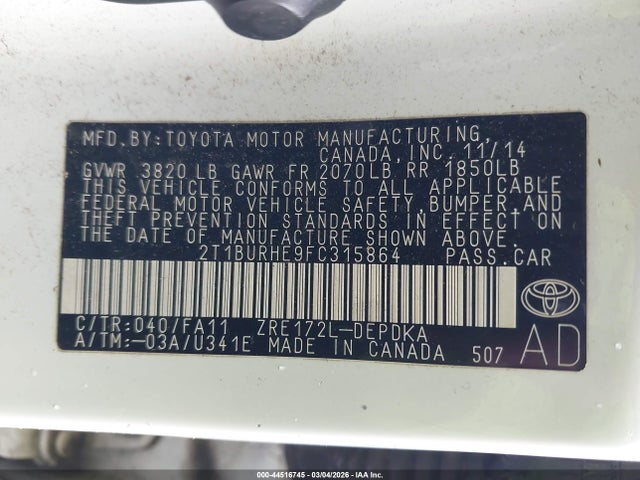 MFD.BY:TOYOTA MOTOR MANUFACTURING,
CANADA,INC. 11/14
GVWR 3820 LB GAWR FR 2070LB RR 1850LB
THIS VEHICLE CONFORMS TO ALL APPLICABLE
FEDERAL MOTOR VEHICLE SAFETY, BUMPER, AND
THEFT PREVENTION STANDARDS IN EFFECT ON
THE DATE OF MANUFACTURE SHOWN ABOVE.
2T1BURHE9FC315864 PASS.CAR
C/TR:040/FA11 ZRE172L-DEPDKA
A/TM:-03A/U341E MADE IN CANADA 507 AD
000-44516745 - 03/04/2026 - IAA Inc.